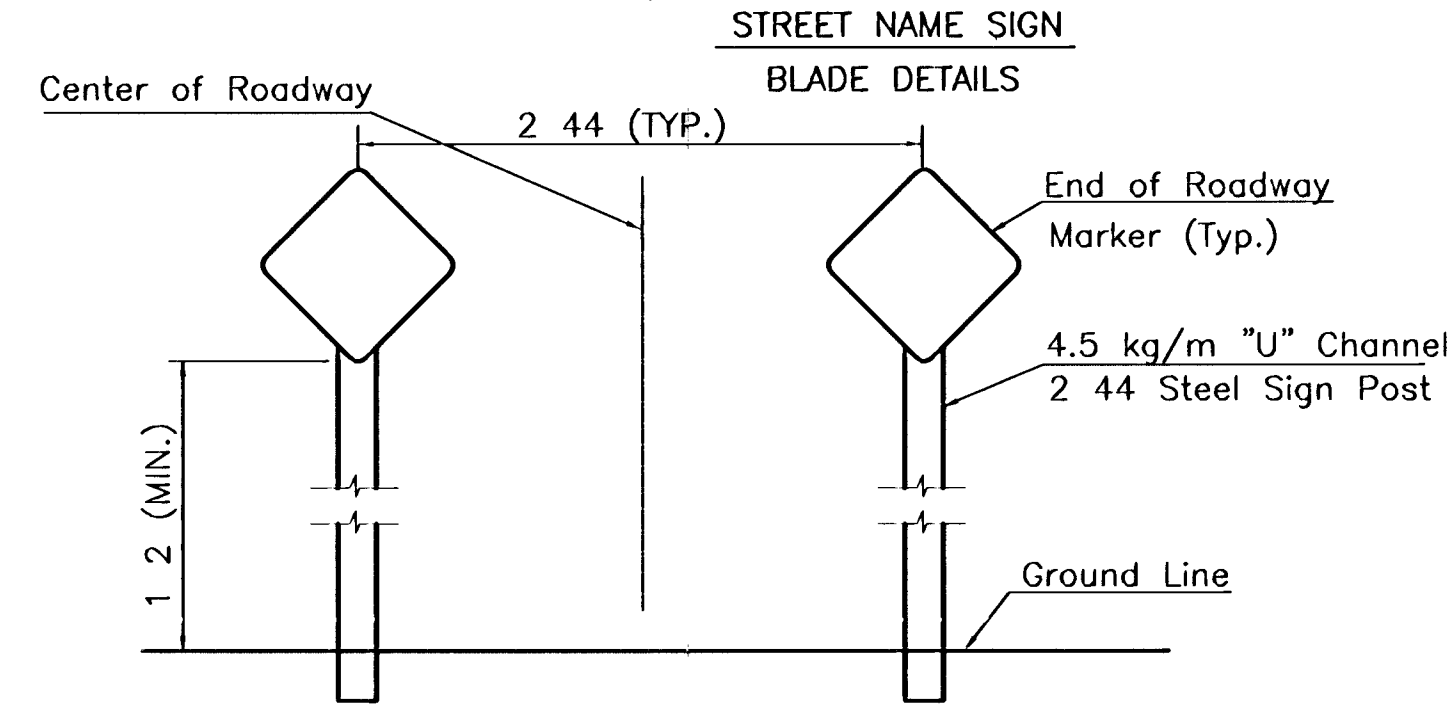 STREET NAME SIGN
BLADE DETAILS
Center of Roadway
2 44 (TYP.)
End of Roadway
Marker (Typ.)
4.5 kg/m "U" Channel
2 44 Steel Sign Post
1 2 (MIN.)
Ground Line